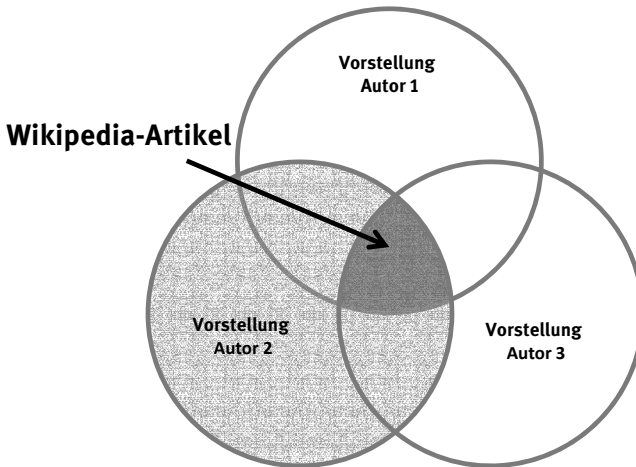 Vorstellung
Autor 1
Wikipedia-Artikel
Vorstellung
Autor 2
Vorstellung
Autor 3